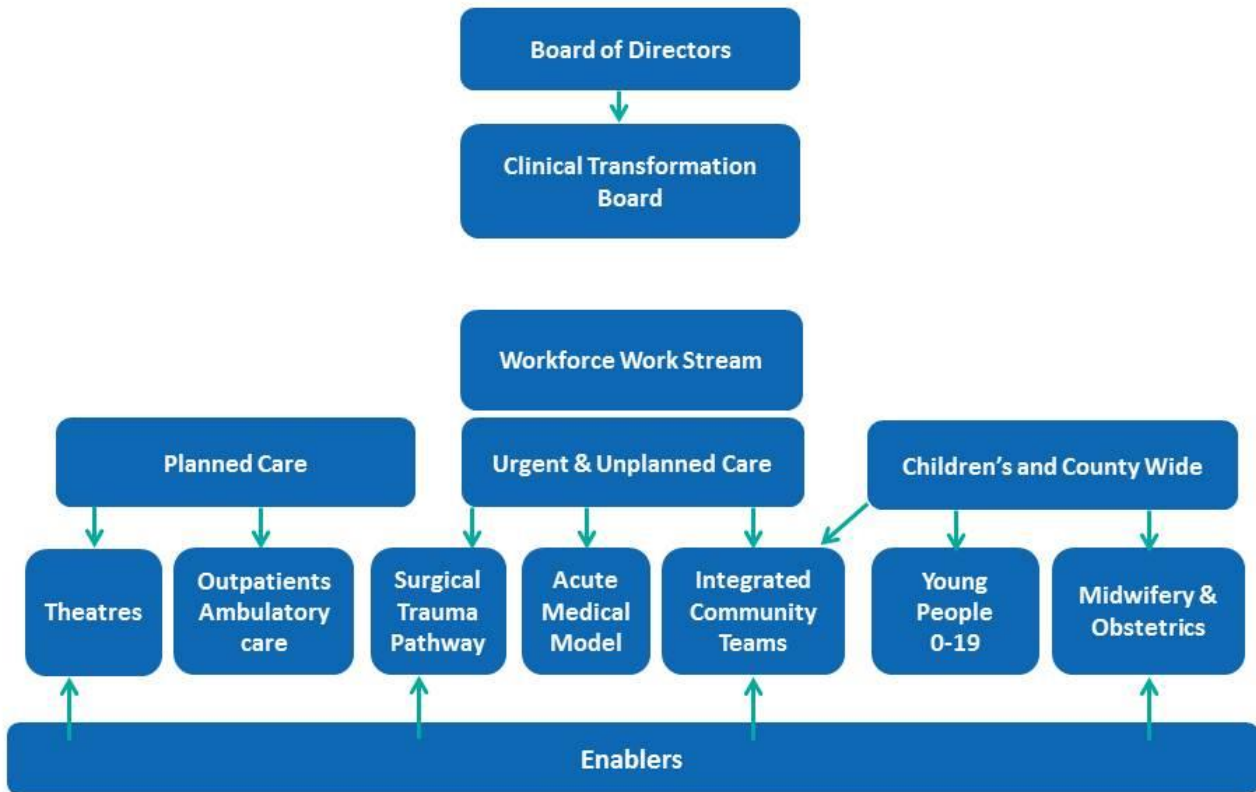 Board of Directors
Clinical Transformation
Board
Workforce Work Stream
Planned Care
Urgent & Unplanned Care
Children’s and County Wide
Theatres
Outpatients
Ambulatory
care
Surgical
Trauma
Pathway
Acute
Medical
Model
Integrated
Community
Teams
Young
People
0-19
Midwifery &
Obstetrics
Enablers